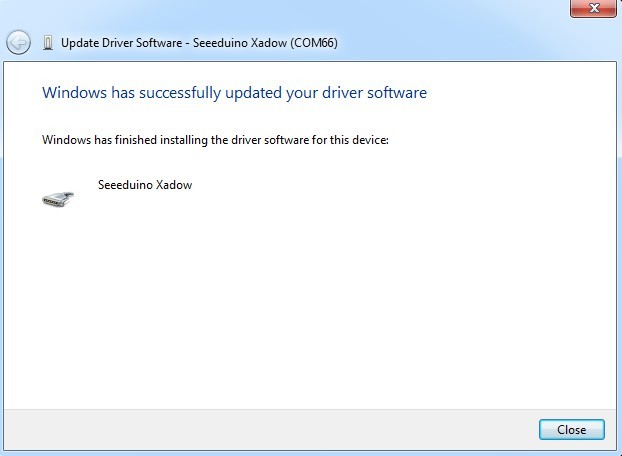 Update Driver Software - Seeeduino Xadow (COM66)
Windows has successfully updated your driver software
Windows has finished installing the driver software for this device:
Seeeduino Xadow
Close